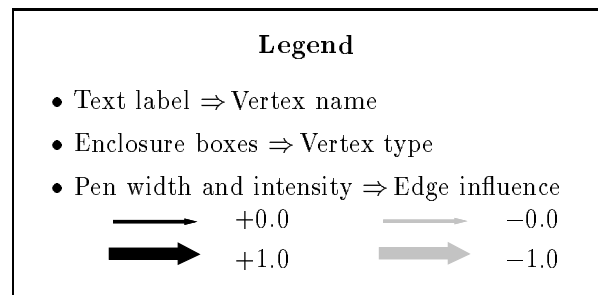 Legend
• Text label ⇒ Vertex name
• Enclosure boxes ⇒ Vertex type
• Pen width and intensity ⇒ Edge influence
+0.0 −0.0
+1.0 −1.0